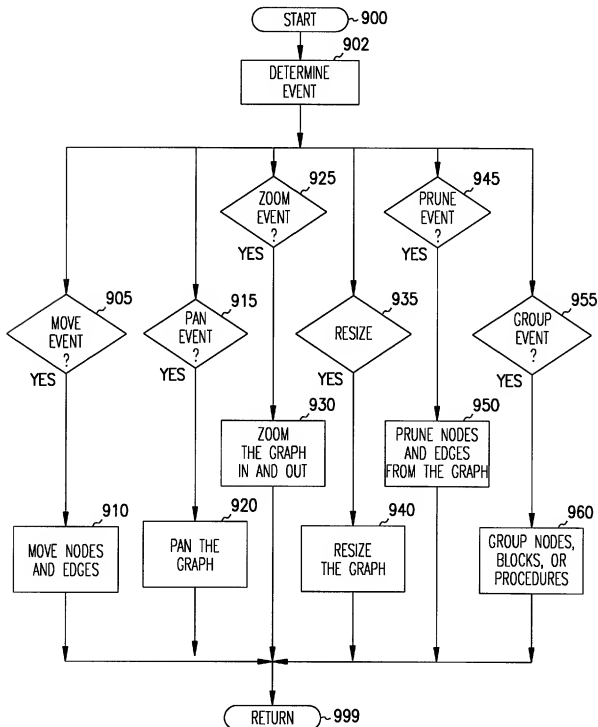 START
900
902
DETERMINE
EVENT
925
ZOOM
EVENT
?
YES
945
PRUNE
EVENT
?
YES
905
MOVE
EVENT
?
YES
915
PAN
EVENT
?
YES
935
RESIZE
YES
955
GROUP
EVENT
?
YES
930
ZOOM
THE GRAPH
IN AND OUT
950
PRUNE NODES
AND EDGES
FROM THE GRAPH
910
MOVE NODES
AND EDGES
920
PAN THE
GRAPH
940
RESIZE
THE GRAPH
960
GROUP NODES,
BLOCKS, OR
PROCEDURES
RETURN
999